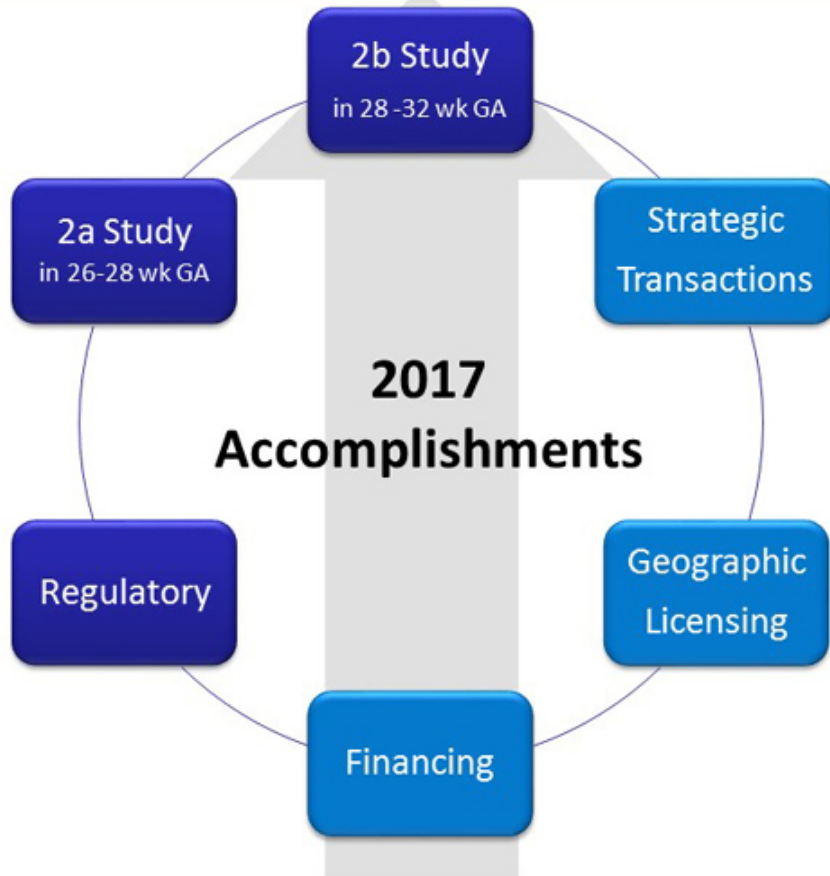 2b Study
in 28 -32 wk GA
2a Study
in 26-28 wk GA
Strategic
Transactions
2017
Accomplishments
Regulatory
Geographic
Licensing
Financing